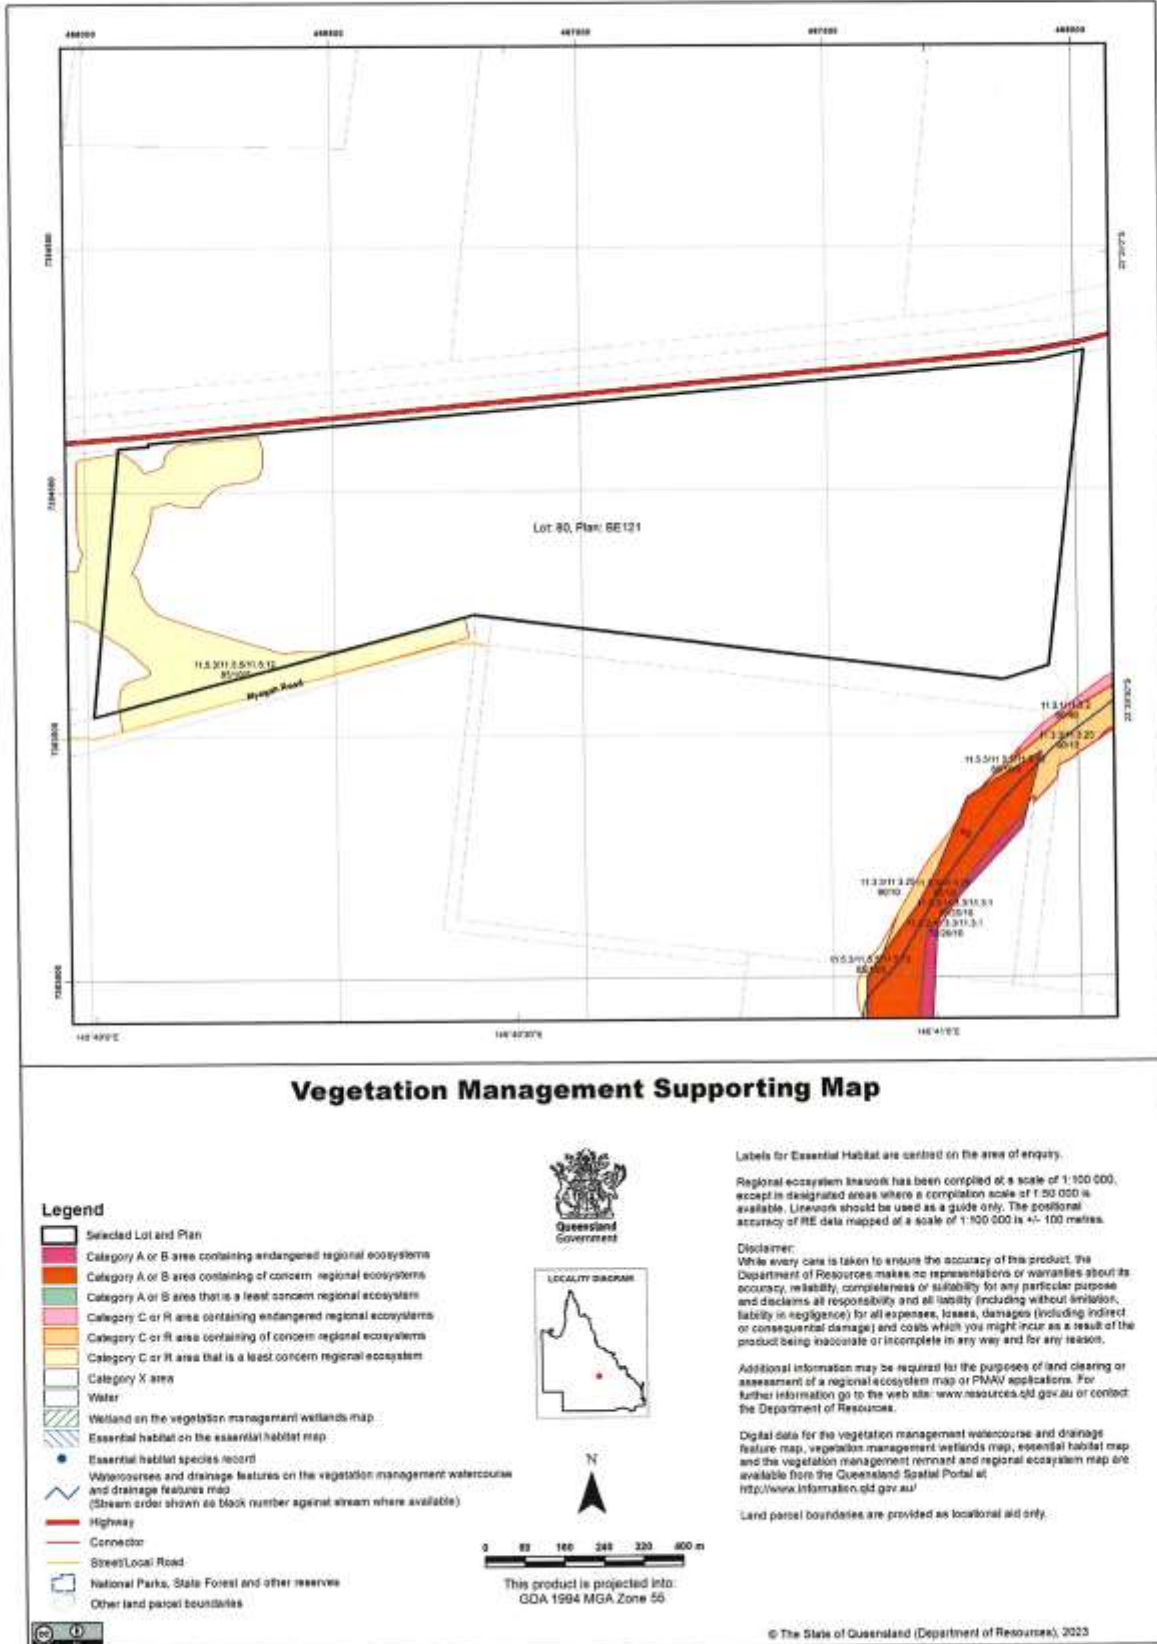 Lot: 80, Plan: BE121
Myagah Road
90/10
Vegetation Management Supporting Map
Legend
Selected Lot and Plan
Category A or B area containing endangered regional ecosystems
Category A or B area containing of concern regional ecosystems
Category A or B area that is a least concern regional ecosystem
Category C or R area containing endangered regional ecosystems
Category C or R area containing of concern regional ecosystems
Category C or R area that is a least concern regional ecosystem
Category X area
Water
Wetland on the vegetation management wetlands map
Essential habitat on the essential habitat map
Essential habitat species record
Watercourses and drainage features on the vegetation management watercourse
and drainage features map
(Stream order shown as black number against stream where available)
Highway
Connector
Street/Local Road
National Parks, State Forest and other reserves
Other land parcel boundaries
Queensland
Government
LOCALITY DIAGRAM
N
0 80 160 240 320 400 m
This product is projected into:
GDA 1994 MGA Zone 55
Labels for Essential Habitat are centred on the area of enquiry.
Regional ecosystem linework has been compiled at a scale of 1:100 000,
except in designated areas where a compilation scale of 1:50 000 is
available. Linework should be used as a guide only. The positional
accuracy of RE data mapped at a scale of 1:100 000 is +/- 100 metres.
Disclaimer:
While every care is taken to ensure the accuracy of this product, the
Department of Resources makes no representations or warranties about its
accuracy, reliability, completeness or suitability for any particular purpose
and disclaims all responsibility and all liability (including without limitation,
liability in negligence) for all expenses, losses, damages (including indirect
or consequential damage) and costs which you might incur as a result of the
product being inaccurate or incomplete in any way and for any reason.
Additional information may be required for the purposes of land clearing or
assessment of a regional ecosystem map or PMAV applications. For
further information go to the web site: www.resources.qld.gov.au or contact
the Department of Resources.
Digital data for the vegetation management watercourse and drainage
feature map, vegetation management wetlands map, essential habitat map
and the vegetation management remnant and regional ecosystem map are
available from the Queensland Spatial Portal at
http://www.information.qld.gov.au/
Land parcel boundaries are provided as locational aid only.
© The State of Queensland (Department of Resources), 2023